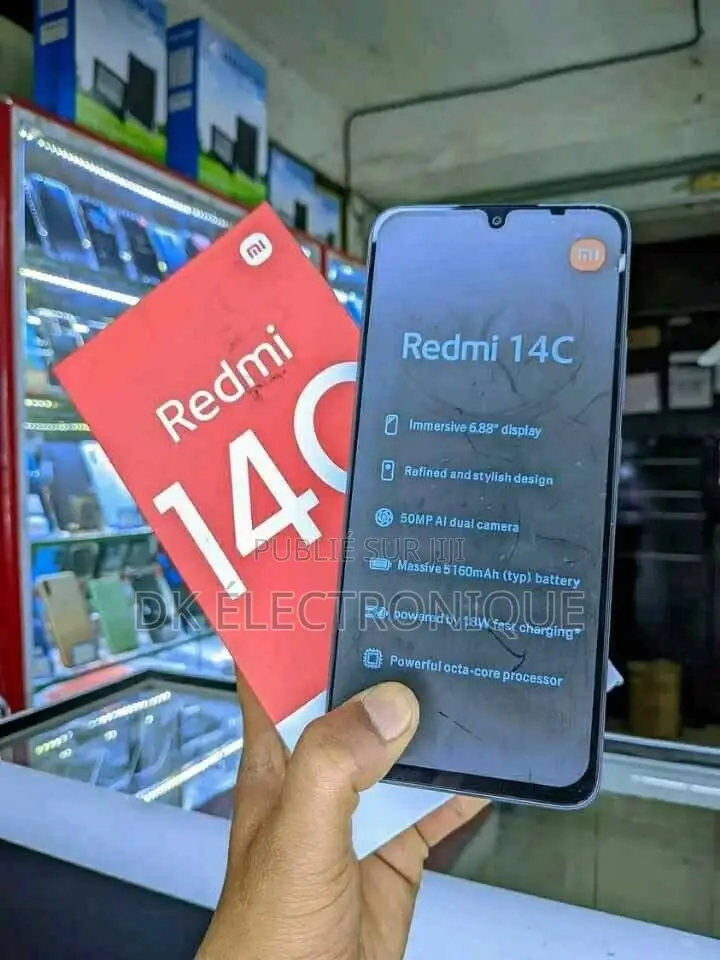 mi
Redmi
14C
mi
Redmi 14C
Immersive 6.88" display
Refined and stylish design
50MP AI dual camera
Massive 5160mAh (typ) battery
powered by 18W fast charging*
Powerful octa-core processor
PUBLIÉ SUR JIJI
DK ÉLECTRONIQUE